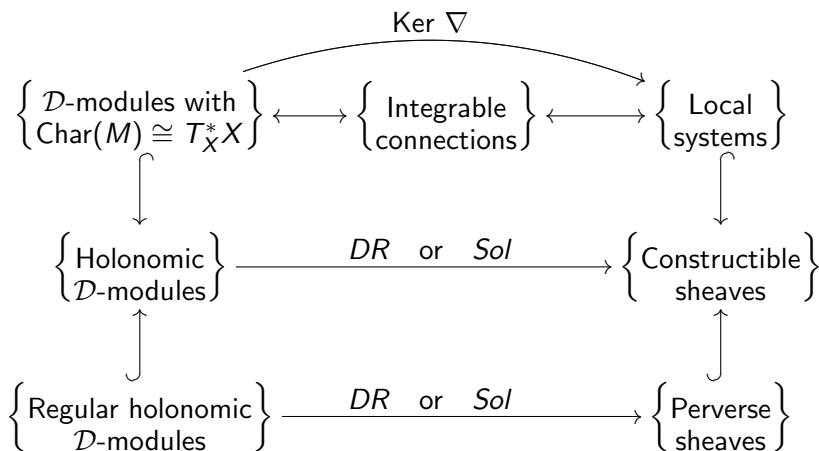 Ker ∇
𝒟-modules with
Char(M) ≅ T*_X X
Integrable
connections
Local
systems
Holonomic
𝒟-modules
DR or Sol
Constructible
sheaves
Regular holonomic
𝒟-modules
DR or Sol
Perverse
sheaves